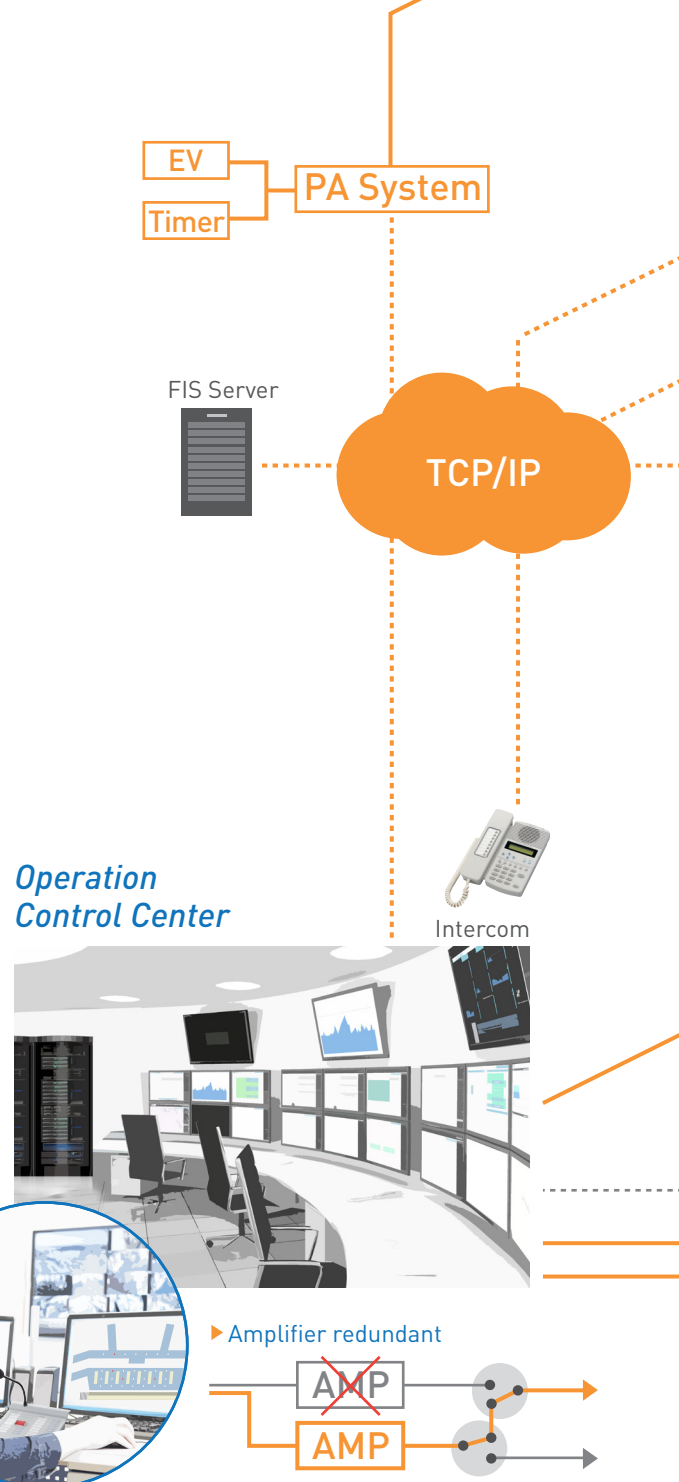 EV
PA System
Timer
FIS Server
TCP/IP
Operation
Control Center
Intercom
Amplifier redundant
AMP
AMP